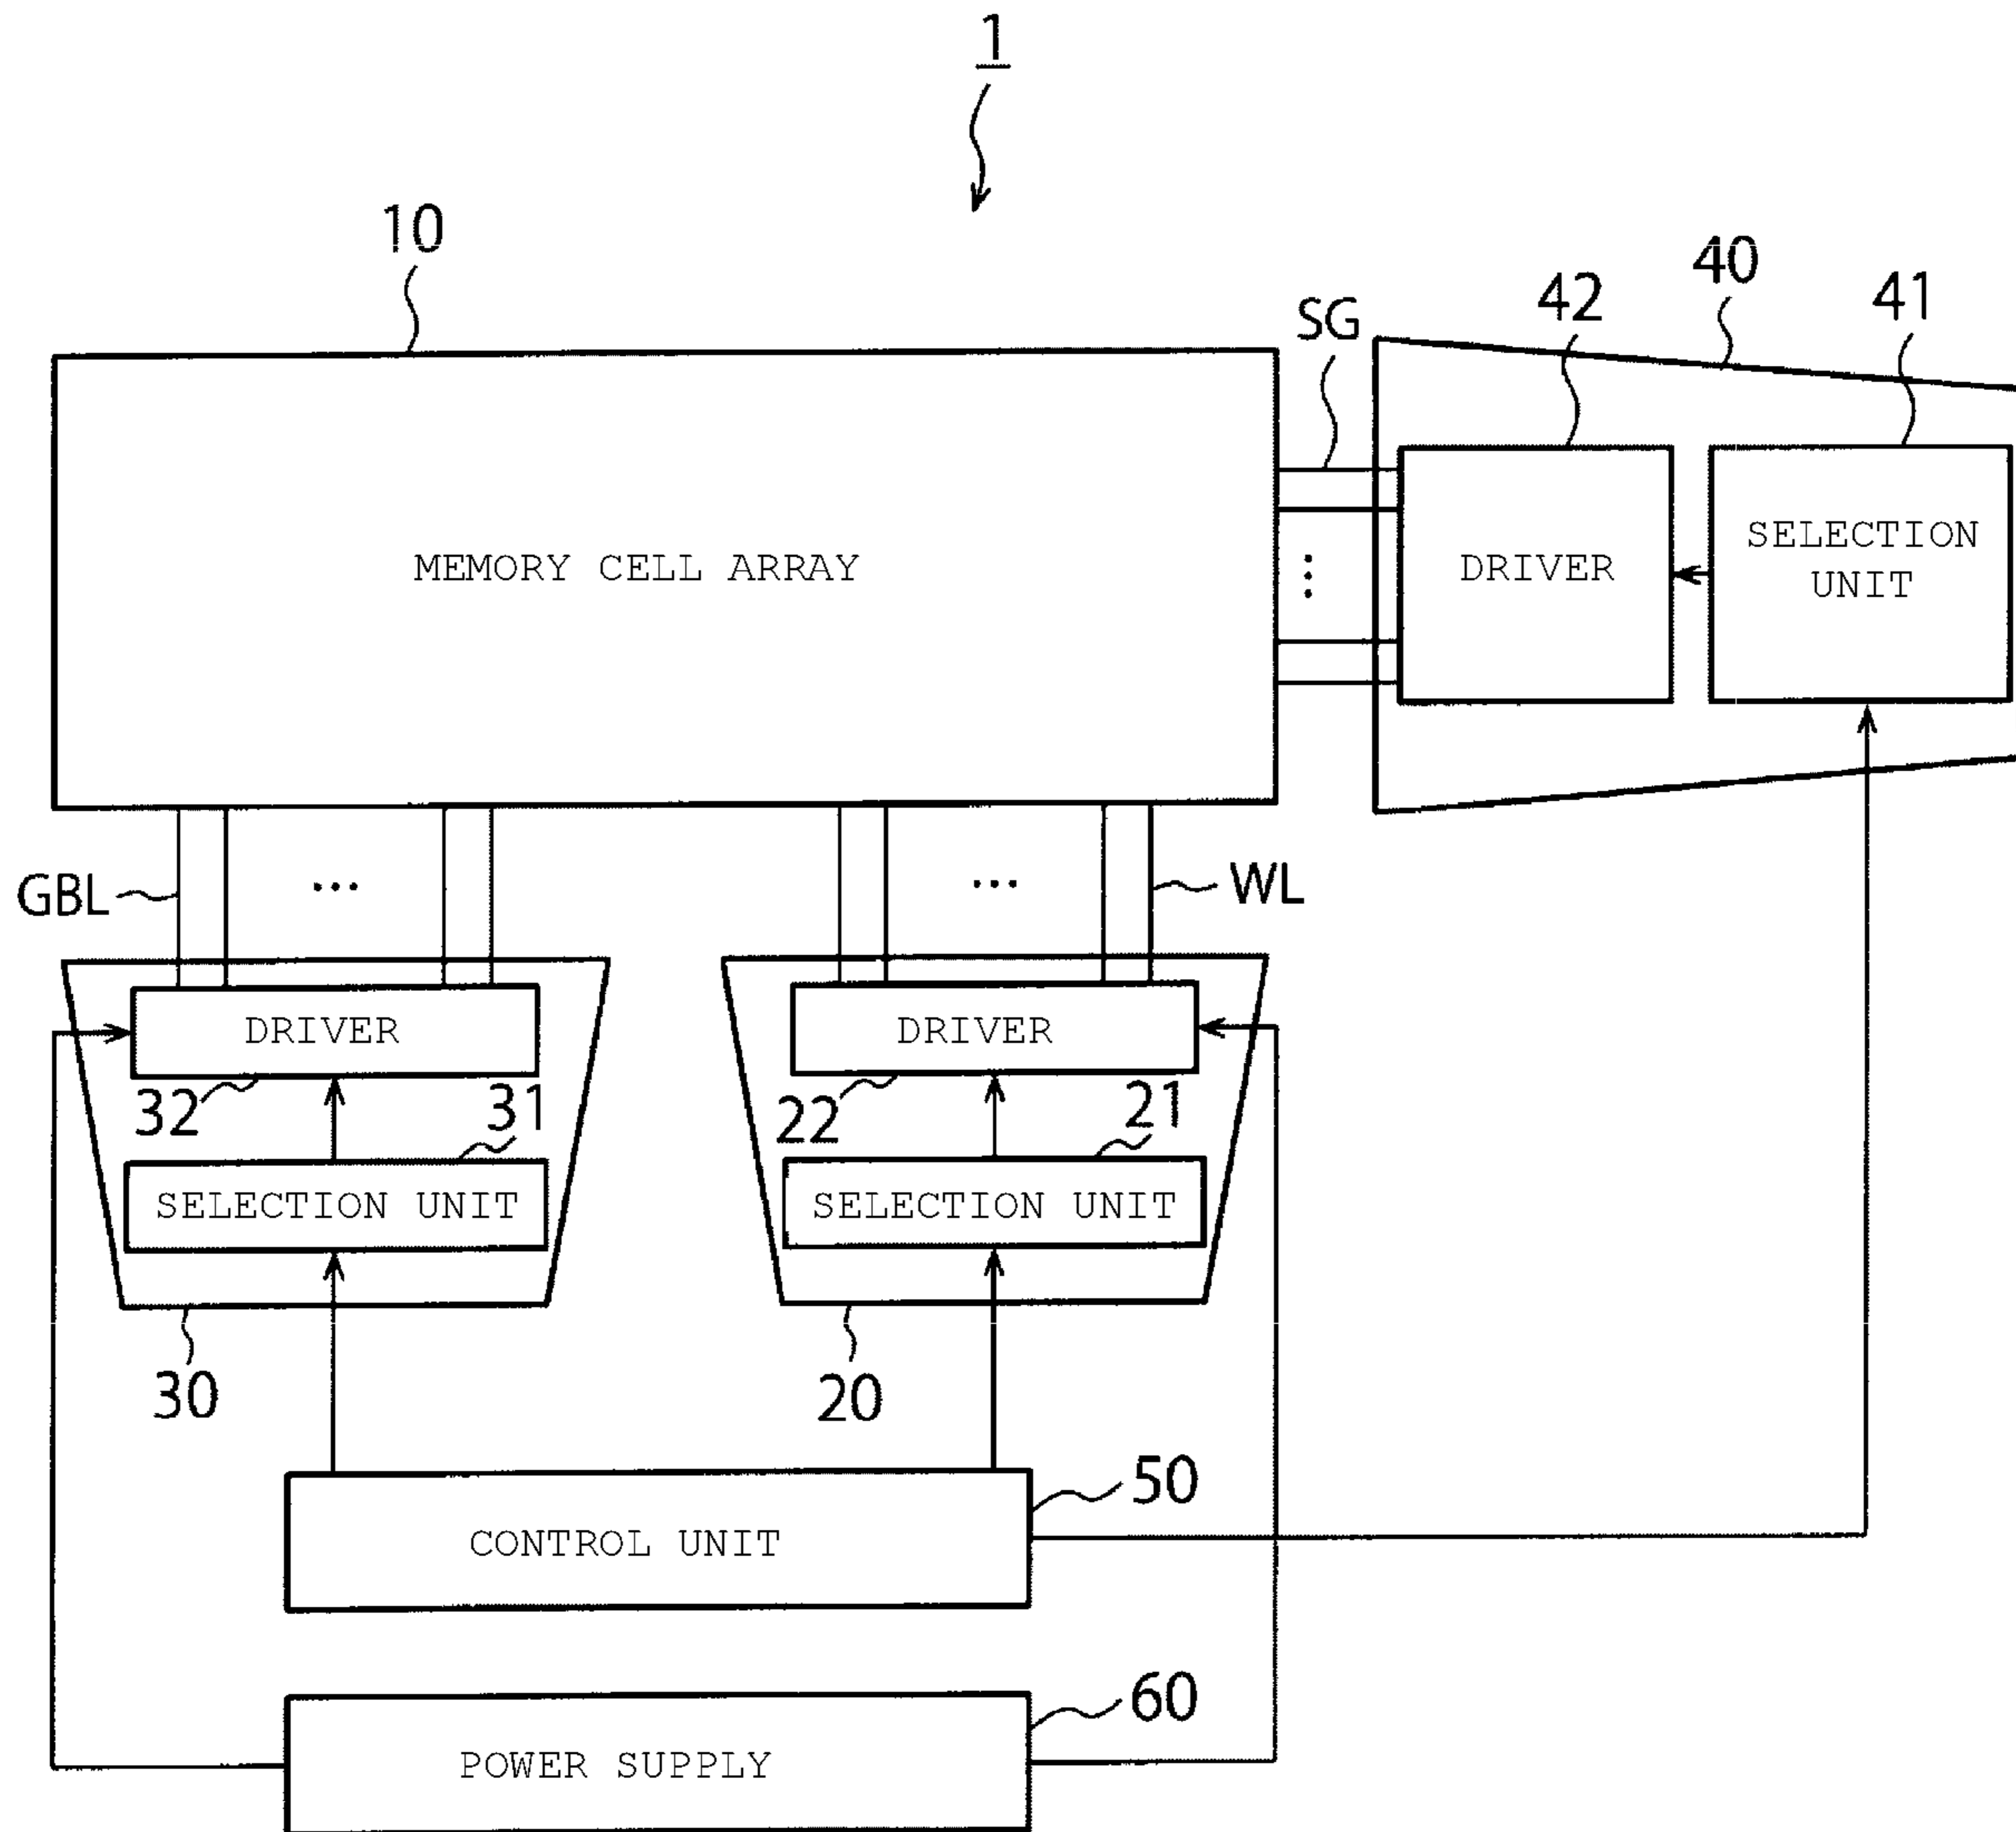 1
10
40
42
41
SG
MEMORY CELL ARRAY
DRIVER
SELECTION
UNIT
...
GBL
...
...
WL
DRIVER
DRIVER
32
31
22
21
SELECTION UNIT
SELECTION UNIT
30
20
50
CONTROL UNIT
60
POWER SUPPLY